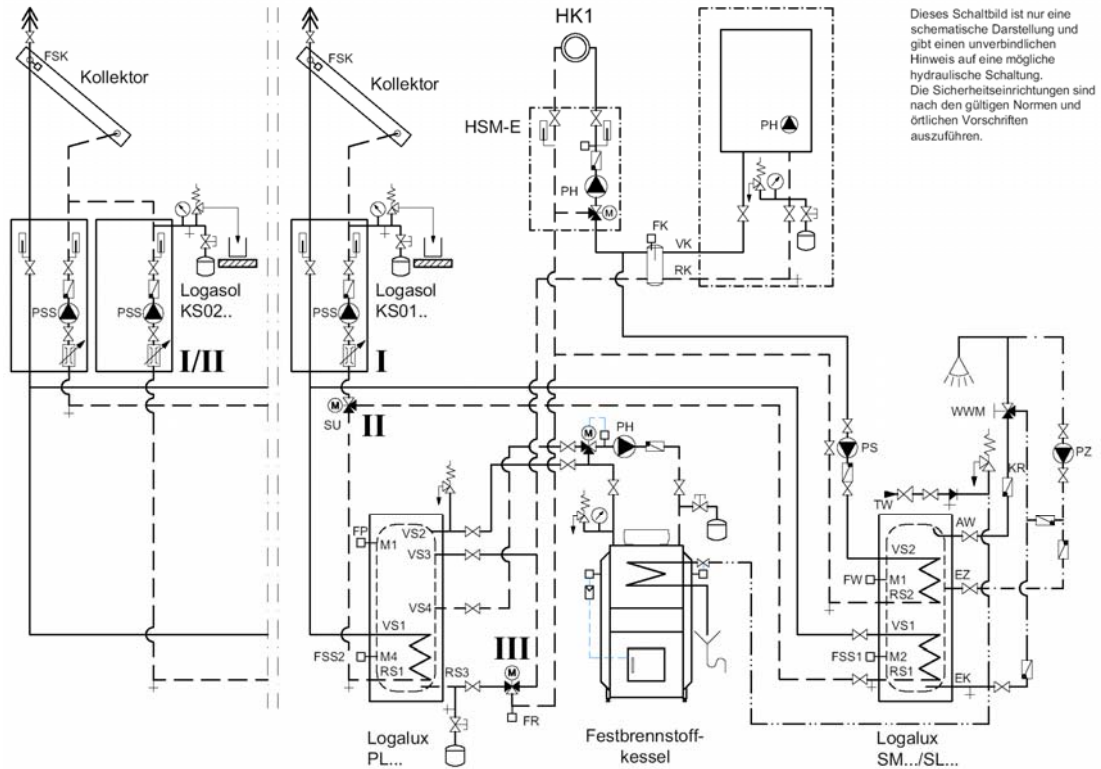 HK1
Dieses Schaltbild ist nur eine
schematische Darstellung und
gibt einen unverbindlichen
Hinweis auf eine mögliche
hydraulische Schaltung.
Die Sicherheitseinrichtungen sind
nach den gültigen Normen und
örtlichen Vorschriften
auszuführen.
FSK
Kollektor
FSK
Kollektor
HSM-E
PH
PH
M
FK
VK
RK
Logasol
KS02..
Logasol
KS01..
PSS
PSS
PSS
I/II
I
M
SU
II
M
PH
WWM
PS
PZ
KR
TW
FP
M1
VS2
VS3
VS4
VS1
FSS2
M4
RS1
RS3
III
M
FR
AW
VS2
FW
M1
RS2
EZ
VS1
FSS1
M2
RS1
EK
Logalux
PL...
Festbrennstoff-
kessel
Logalux
SM.../SL...